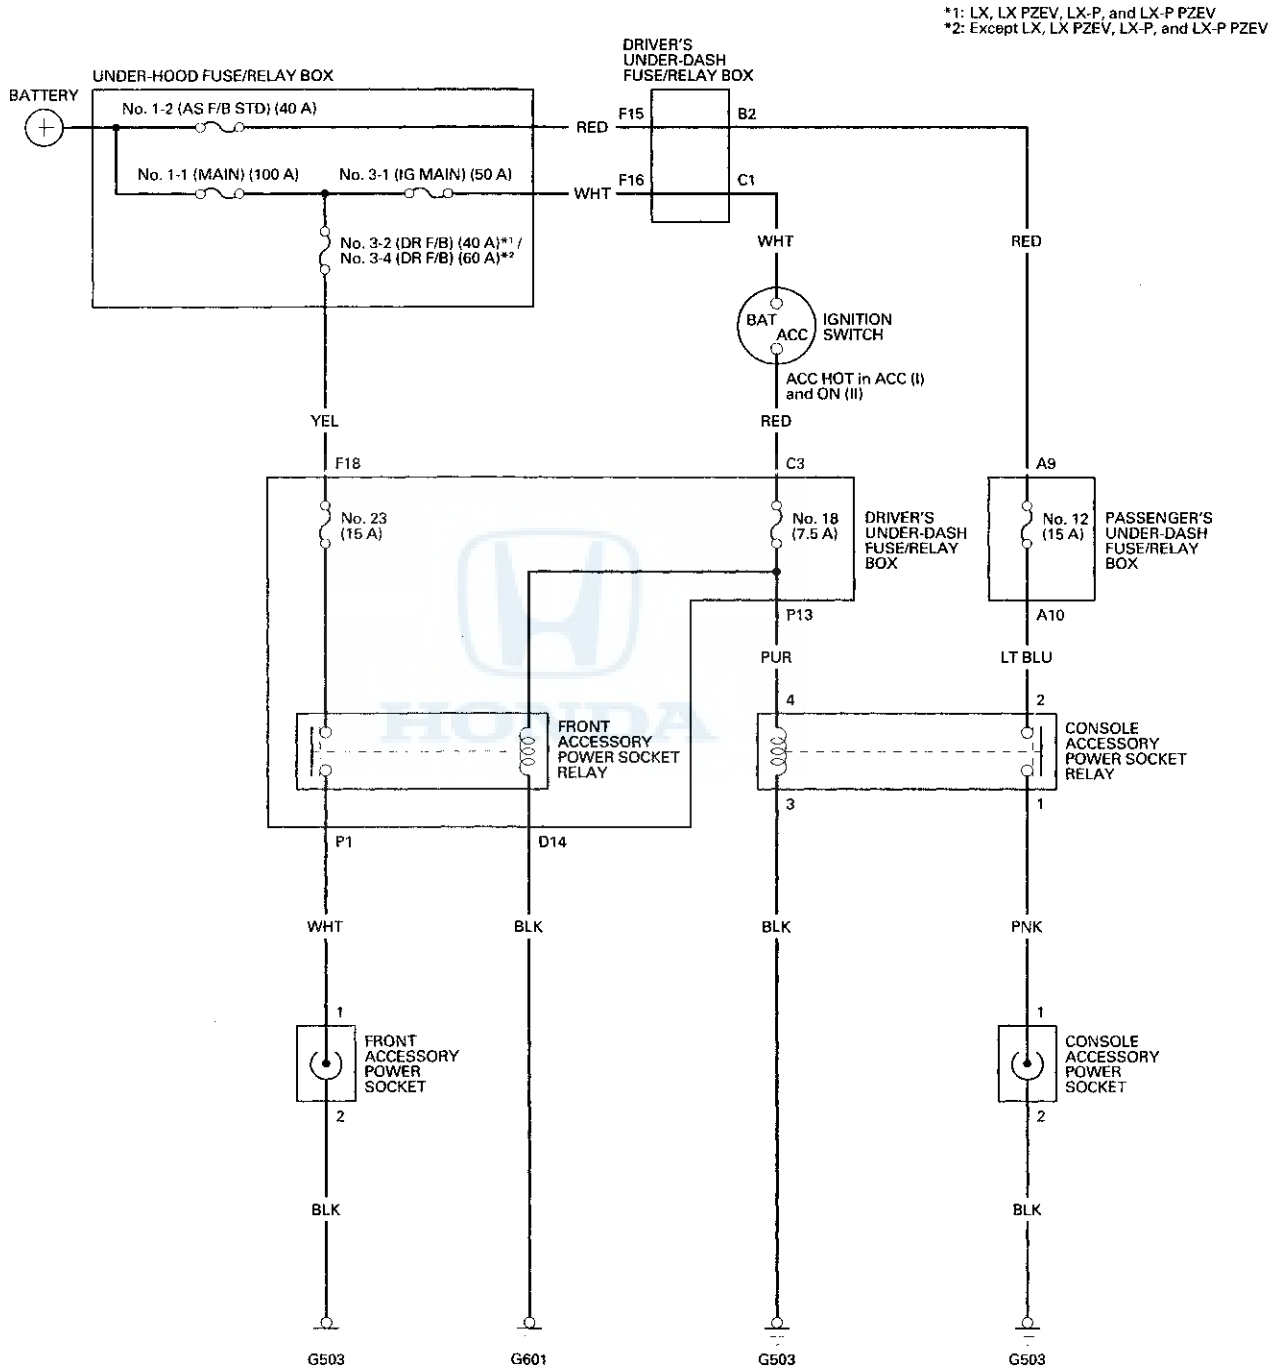 *1: LX, LX PZEV, LX-P, and LX-P PZEV
*2: Except LX, LX PZEV, LX-P, and LX-P PZEV
DRIVER'S
UNDER-DASH
FUSE/RELAY BOX
UNDER-HOOD FUSE/RELAY BOX
BATTERY
No. 1-2 (AS F/B STD) (40 A)
F15
B2
RED
No. 1-1 (MAIN) (100 A)
No. 3-1 (IG MAIN) (50 A)
F16
C1
WHT
No. 3-2 (DR F/B) (40 A)*1 /
No. 3-4 (DR F/B) (60 A)*2
WHT
RED
BAT
ACC
IGNITION
SWITCH
ACC HOT in ACC (I)
and ON (II)
YEL
RED
F18
C3
A9
No. 23
(15 A)
No. 18
(7.5 A)
DRIVER'S
UNDER-DASH
FUSE/RELAY
BOX
No. 12
(15 A)
PASSENGER'S
UNDER-DASH
FUSE/RELAY
BOX
P13
A10
PUR
LT BLU
4
2
HONDA
FRONT
ACCESSORY
POWER SOCKET
RELAY
CONSOLE
ACCESSORY
POWER SOCKET
RELAY
3
1
P1
D14
WHT
BLK
BLK
PNK
1
1
FRONT
ACCESSORY
POWER
SOCKET
CONSOLE
ACCESSORY
POWER
SOCKET
2
2
BLK
BLK
G503
G601
G503
G503